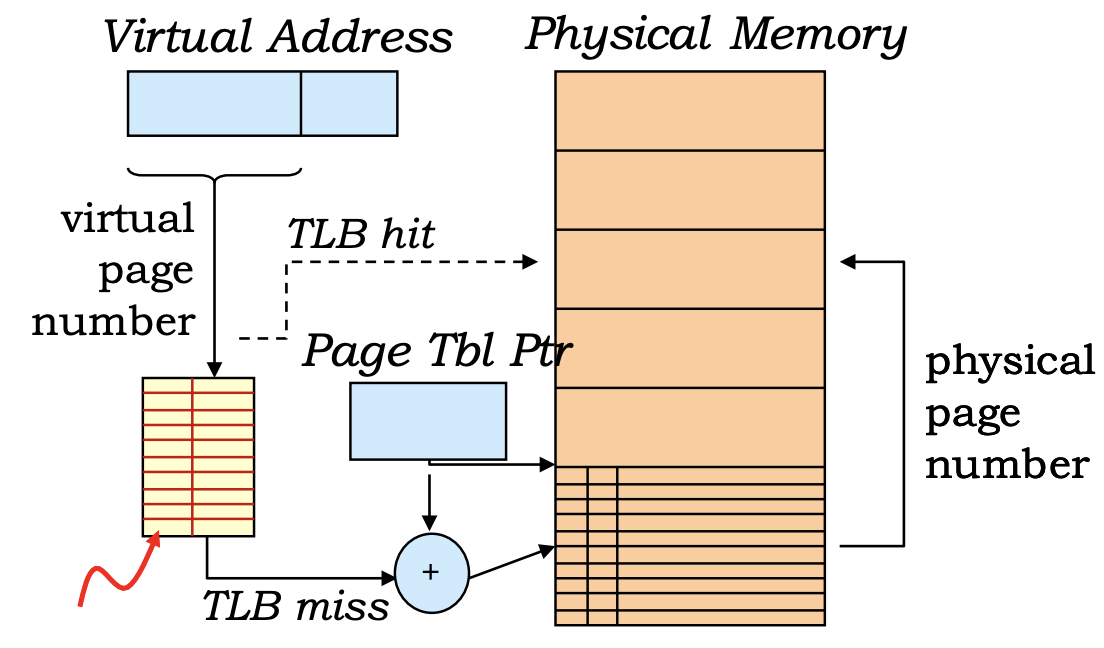 Virtual Address
Physical Memory
virtual
page
number
TLB hit
Page Tbl Ptr
physical
page
number
+
TLB miss